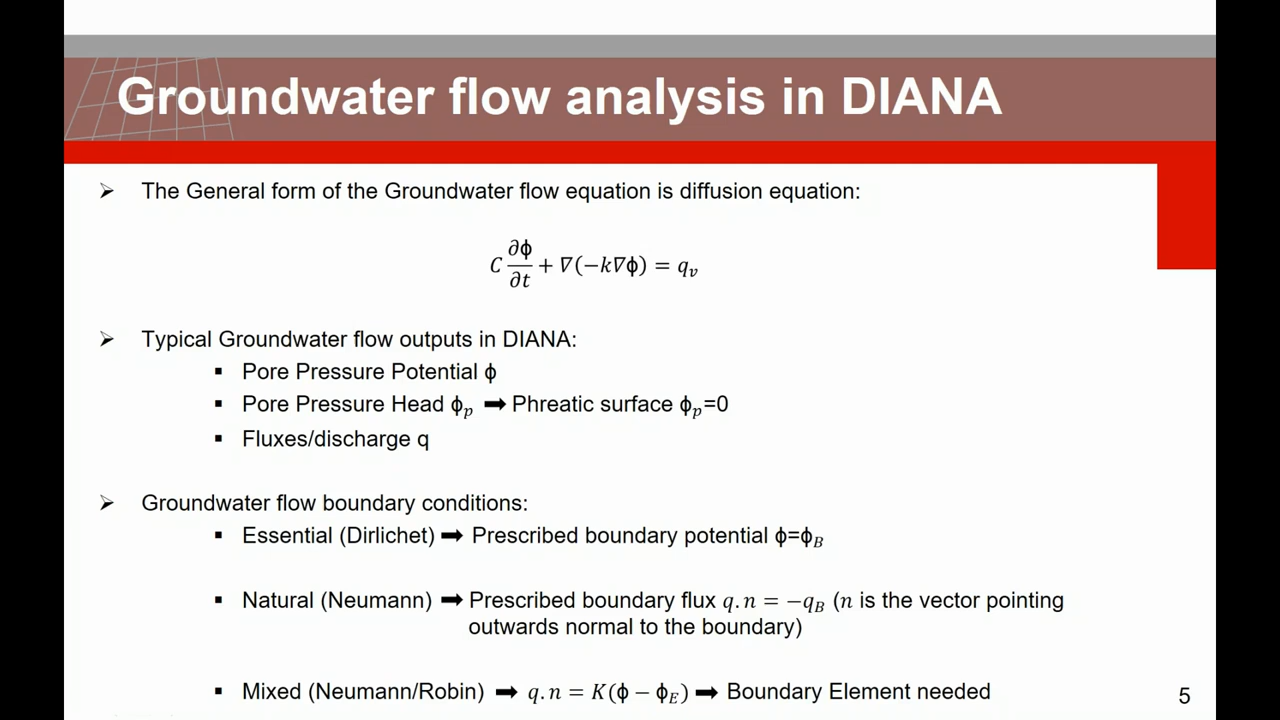 Groundwater flow analysis in DIANA
➢ The General form of the Groundwater flow equation is diffusion equation:
C ∂ϕ/∂t + ∇(−k∇ϕ) = q_v
➢ Typical Groundwater flow outputs in DIANA:
▪ Pore Pressure Potential ϕ
▪ Pore Pressure Head ϕ_p ➡ Phreatic surface ϕ_p=0
▪ Fluxes/discharge q
➢ Groundwater flow boundary conditions:
▪ Essential (Dirlichet) ➡ Prescribed boundary potential ϕ=ϕ_B
▪ Natural (Neumann) ➡ Prescribed boundary flux q.n = −q_B (n is the vector pointing
outwards normal to the boundary)
▪ Mixed (Neumann/Robin) ➡ q.n = K(ϕ − ϕ_E) ➡ Boundary Element needed
5